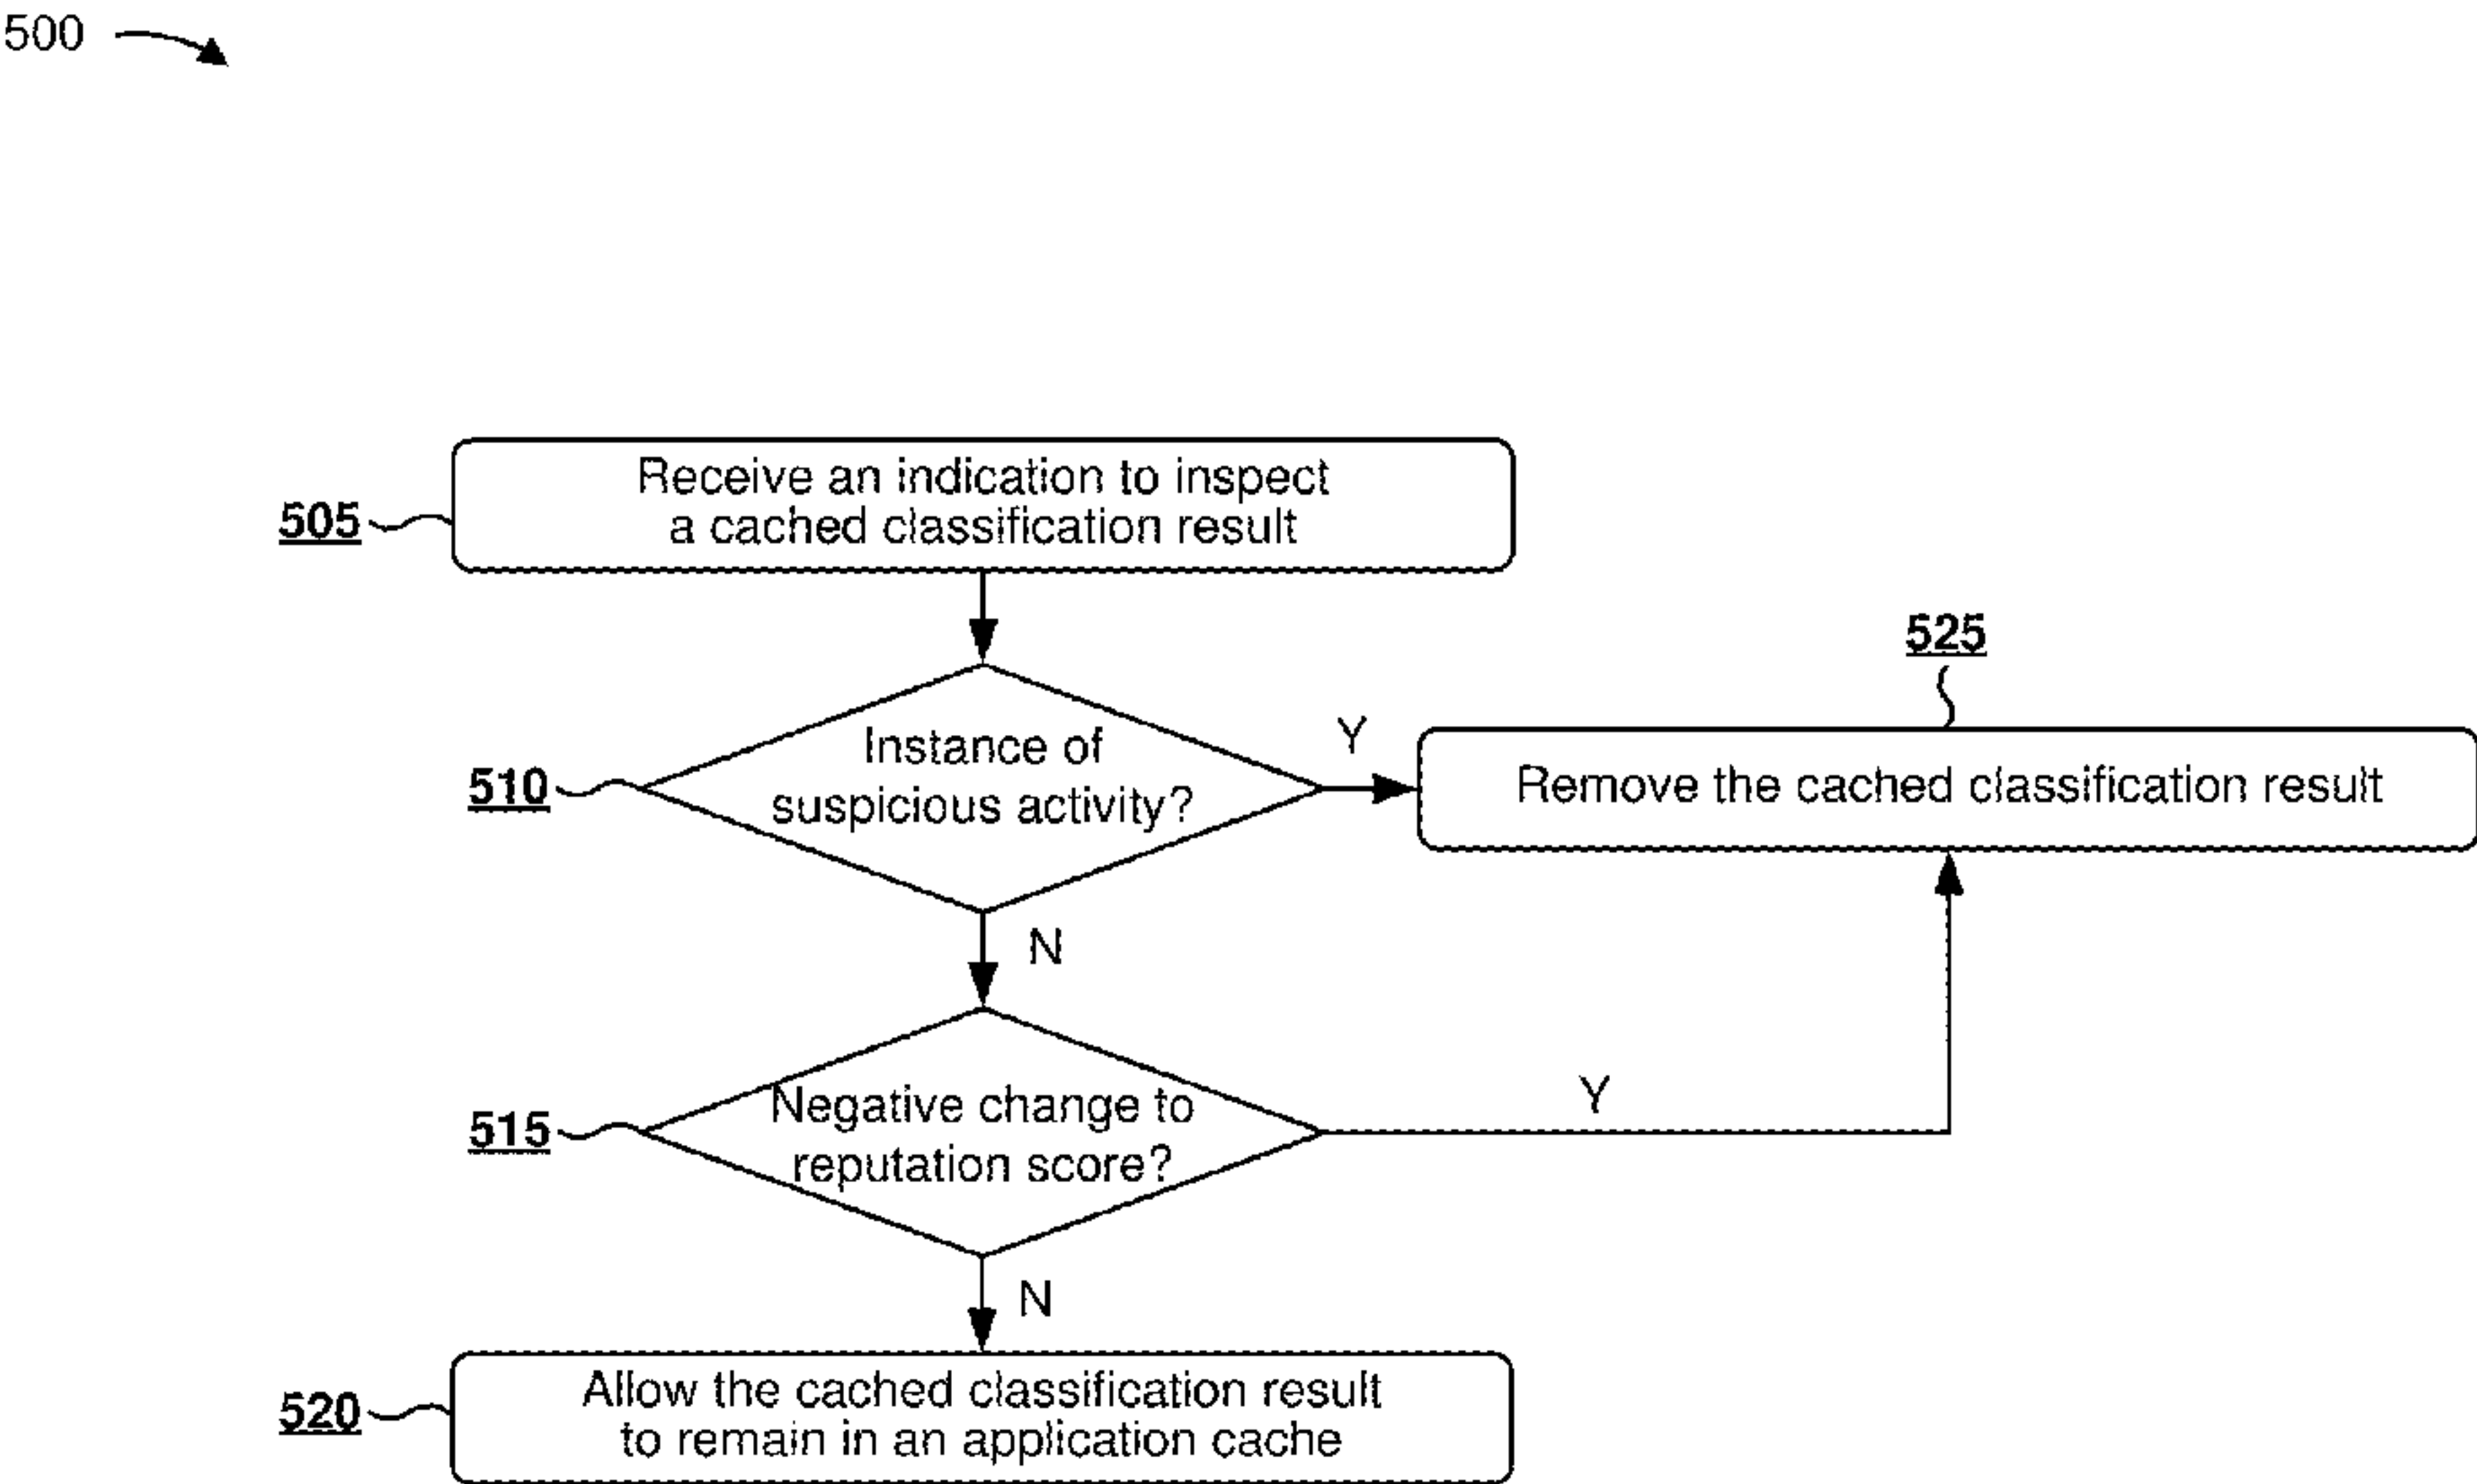 500
Receive an indication to inspect
a cached classification result
505
525
Instance of
suspicious activity?
510
Y
Remove the cached classification result
N
Negative change to
reputation score?
515
Y
N
Allow the cached classification result
to remain in an application cache
520